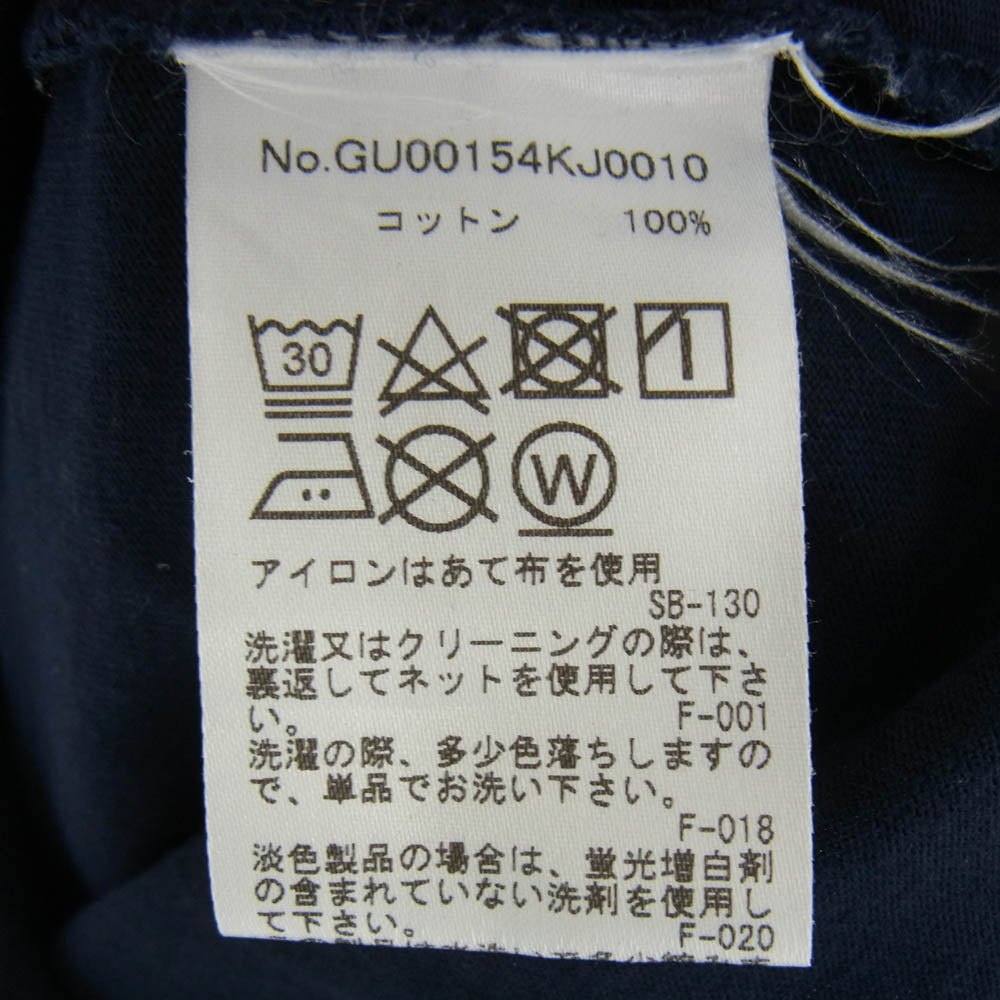 No.GU00154KJ0010
コットン 100%
30
W
アイロンはあて布を使用
SB-130
洗濯又はクリーニングの際は、
裏返してネットを使用して下さ
い。 F-001
洗濯の際、多少色落ちしますの
で、単品でお洗い下さい。
F-018
淡色製品の場合は、蛍光増白剤
の含まれていない洗剤を使用し
て下さい。 F-020